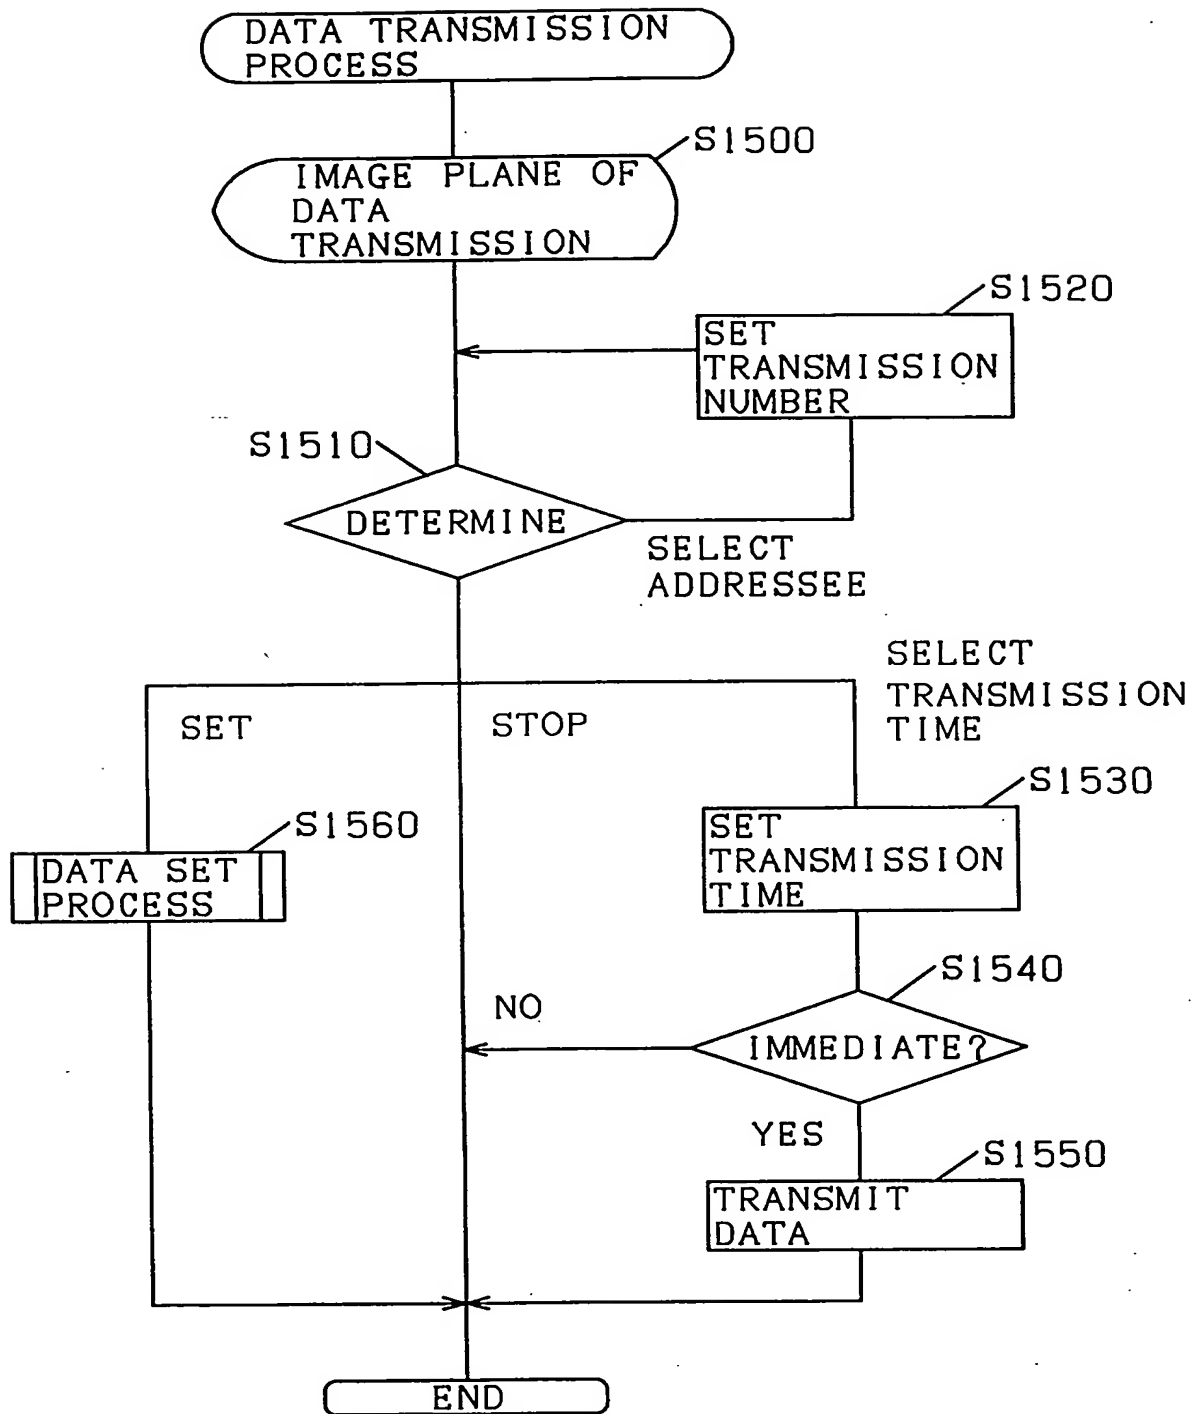 DATA TRANSMISSION
PROCESS
S1500
IMAGE PLANE OF
DATA
TRANSMISSION
S1520
SET
TRANSMISSION
NUMBER
S1510
DETERMINE
SELECT
ADDRESSEE
SELECT
TRANSMISSION
TIME
SET
STOP
S1530
SET
TRANSMISSION
TIME
S1560
DATA SET
PROCESS
S1540
NO
IMMEDIATE?
YES
S1550
TRANSMIT
DATA
END